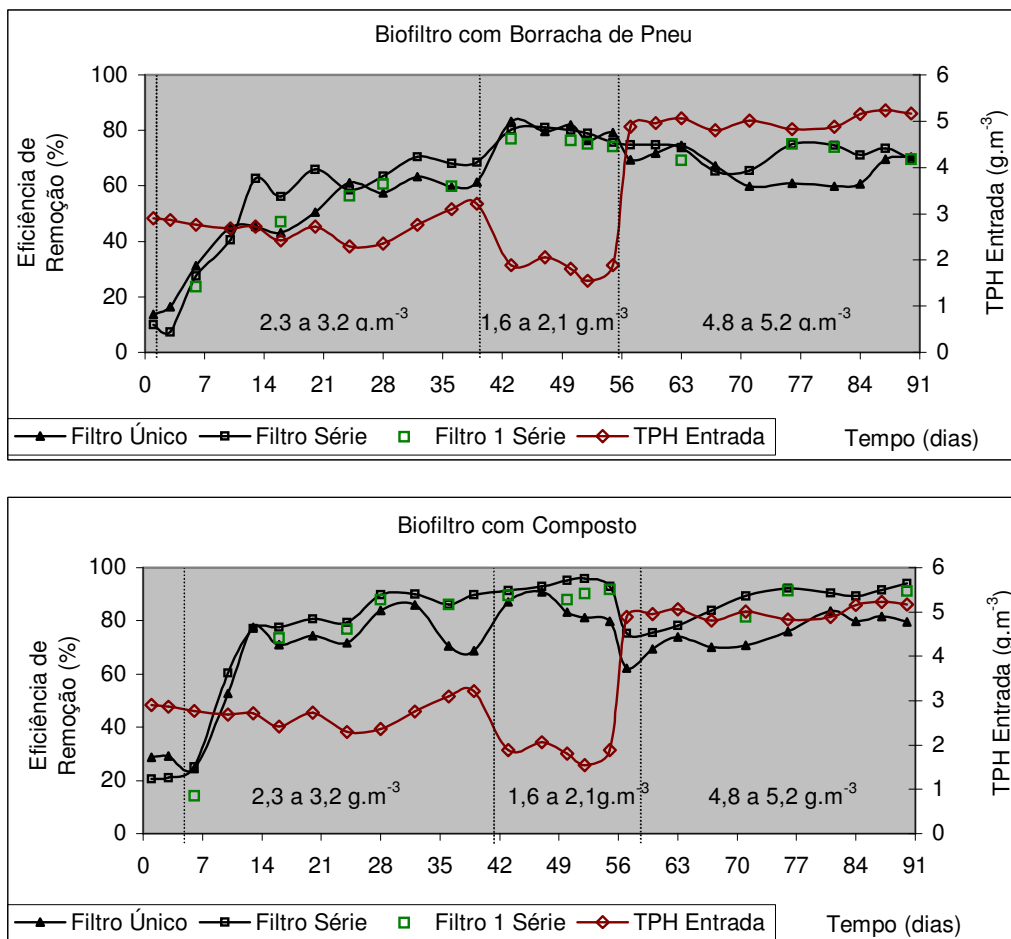 Biofiltro com Borracha de Pneu
Eficiência de
Remoção (%)
100
80
60
40
20
0
6
5
4
3
2
1
0
TPH Entrada (g.m-3)
2,3 a 3,2 g.m-3 1,6 a 2,1 g.m-3 4,8 a 5,2 g.m-3
0 7 14 21 28 35 42 49 56 63 70 77 84 91
Filtro Único Filtro Série Filtro 1 Série TPH Entrada Tempo (dias)
Biofiltro com Composto
Eficiência de
Remoção (%)
100
80
60
40
20
0
6
5
4
3
2
1
0
TPH Entrada (g.m-3)
2,3 a 3,2 g.m-3 1,6 a 2,1g.m-3 4,8 a 5,2 g.m-3
0 7 14 21 28 35 42 49 56 63 70 77 84 91
Filtro Único Filtro Série Filtro 1 Série TPH Entrada Tempo (dias)